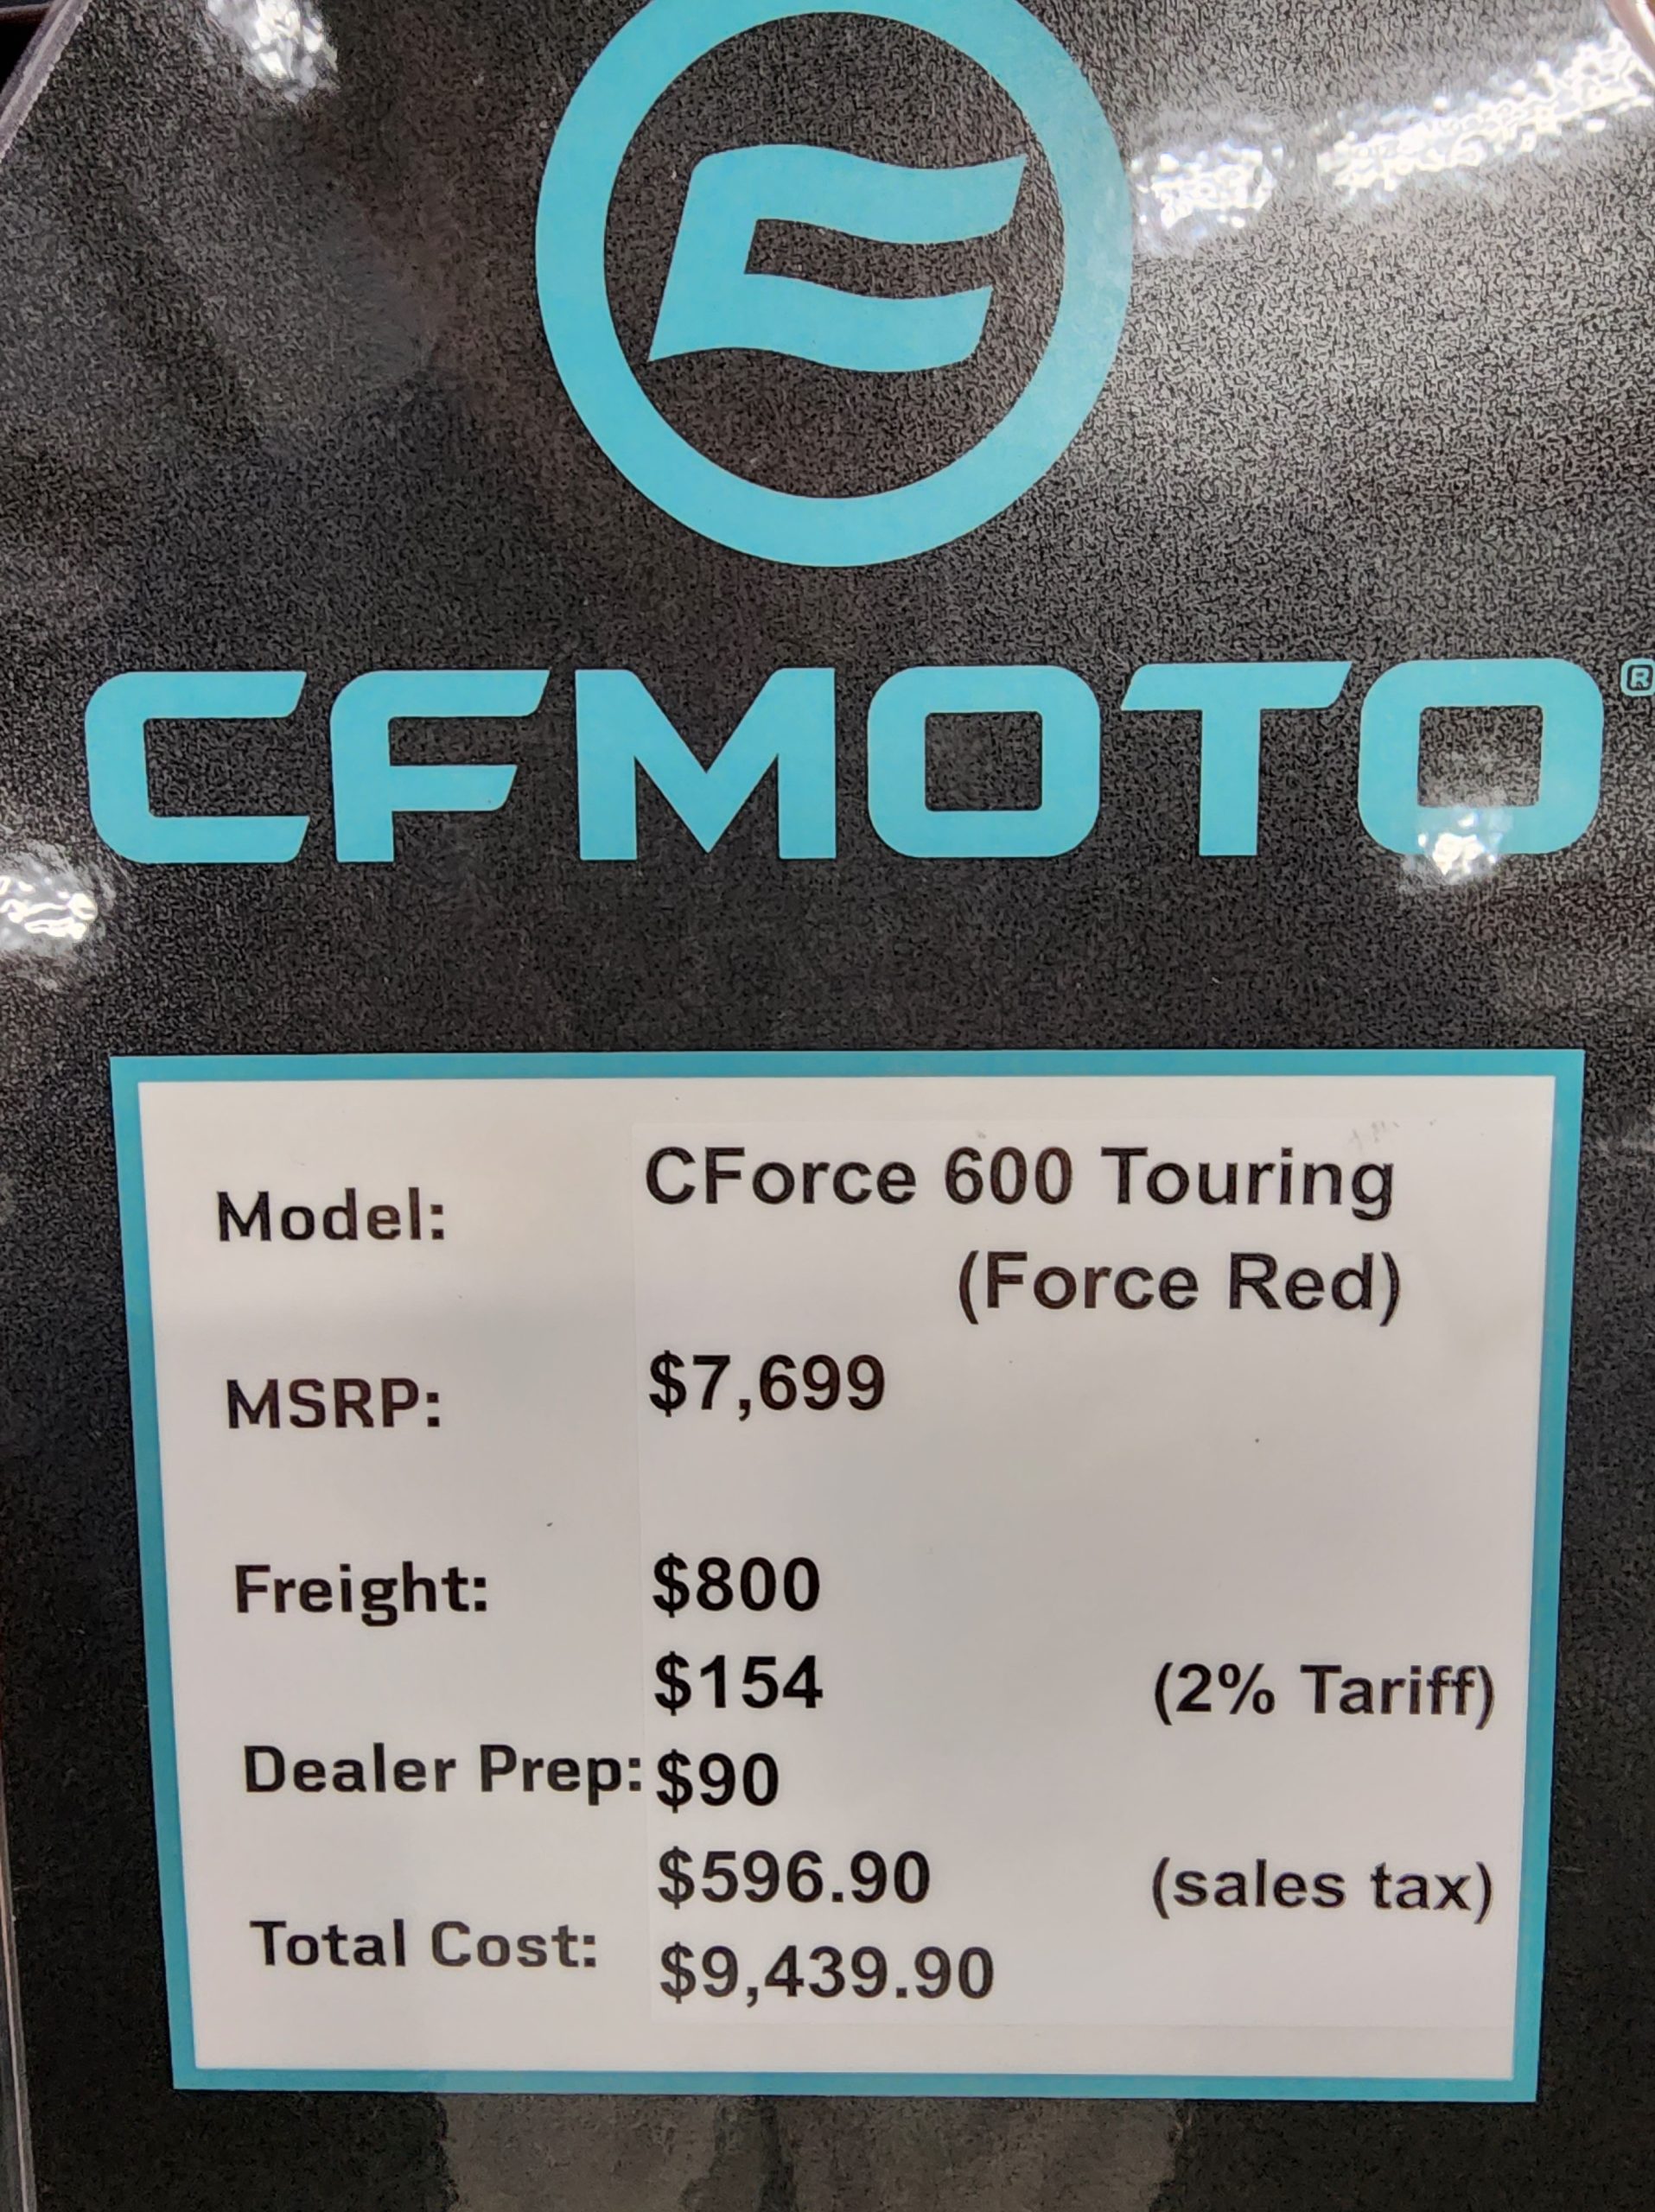 CFMOTO®
Model: CForce 600 Touring
(Force Red)
MSRP: $7,699
Freight: $800
$154 (2% Tariff)
Dealer Prep: $90
$596.90 (sales tax)
Total Cost: $9,439.90